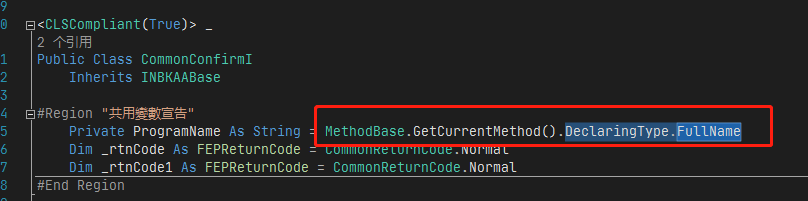 9
0 <CLSCompliant(True)> _
2 个引用
1 Public Class CommonConfirmI
2 Inherits INBKAABase
3
4 #Region "共用變數宣告"
5 Private ProgramName As String = MethodBase.GetCurrentMethod().DeclaringType.FullName
6 Dim _rtnCode As FEPReturnCode = CommonReturnCode.Normal
7 Dim _rtnCode1 As FEPReturnCode = CommonReturnCode.Normal
8 #End Region